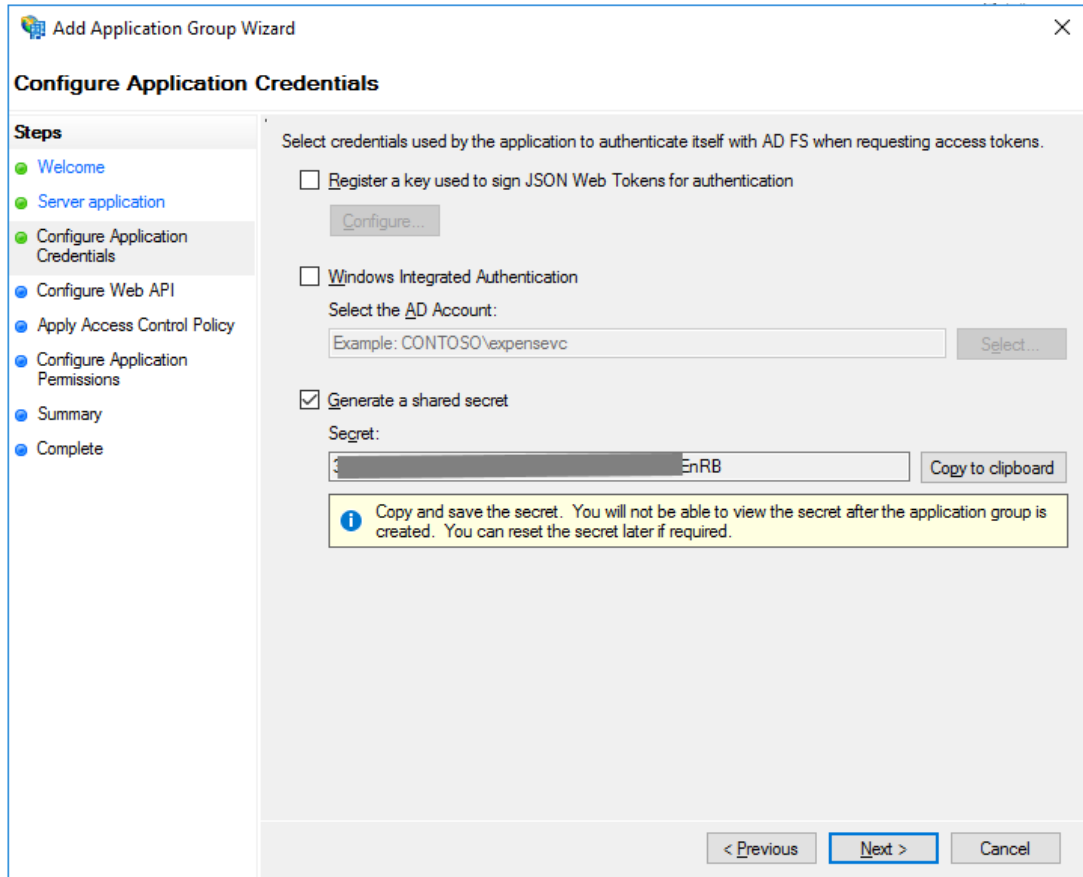 Add Application Group Wizard
Configure Application Credentials
Steps
Welcome
Server application
Configure Application
Credentials
Configure Web API
Apply Access Control Policy
Configure Application
Permissions
Summary
Complete
Select credentials used by the application to authenticate itself with AD FS when requesting access tokens.
Register a key used to sign JSON Web Tokens for authentication
Configure...
Windows Integrated Authentication
Select the AD Account:
Example: CONTOSO\expensevc
Select...
Generate a shared secret
Secret:
EnRB
Copy to clipboard
Copy and save the secret. You will not be able to view the secret after the application group is
created. You can reset the secret later if required.
< Previous
Next >
Cancel